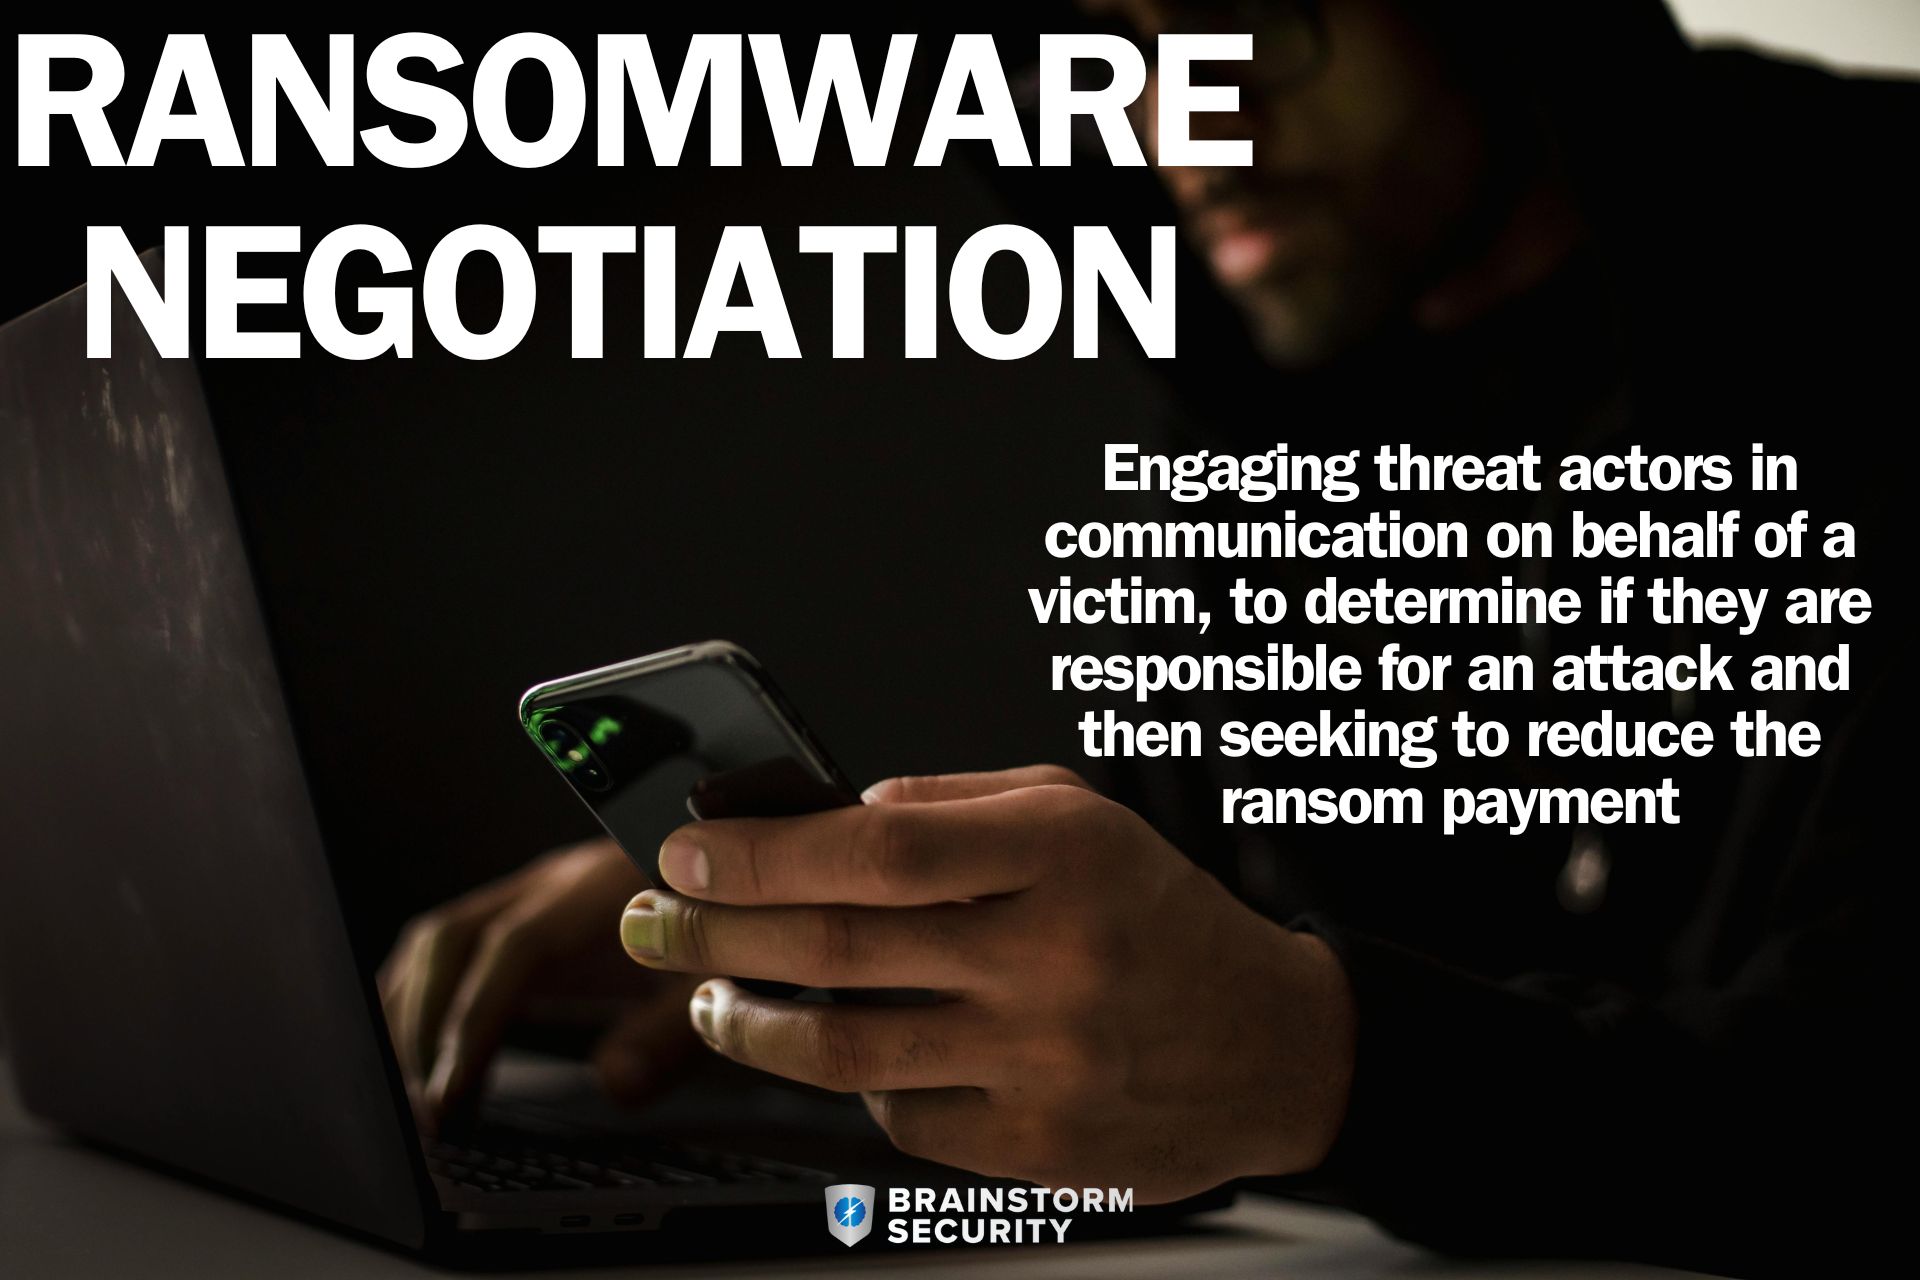 RANSOMWARE
NEGOTIATION
Engaging threat actors in
communication on behalf of a
victim, to determine if they are
responsible for an attack and
then seeking to reduce the
ransom payment
BRAINSTORM
SECURITY